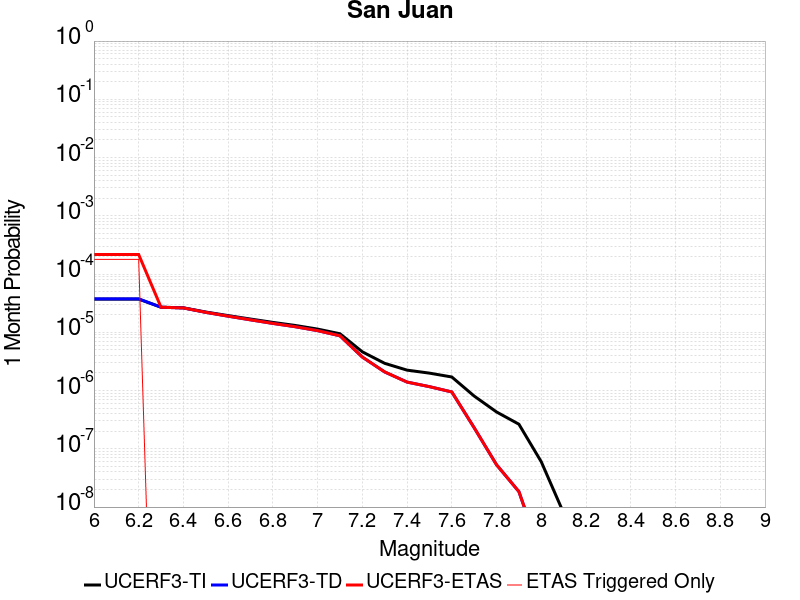 San Juan
10^0
10^-1
10^-2
10^-3
10^-4
10^-5
10^-6
10^-7
10^-8
1 Month Probability
6 6.2 6.4 6.6 6.8 7 7.2 7.4 7.6 7.8 8 8.2 8.4 8.6 8.8 9
Magnitude
UCERF3-TI UCERF3-TD UCERF3-ETAS ETAS Triggered Only